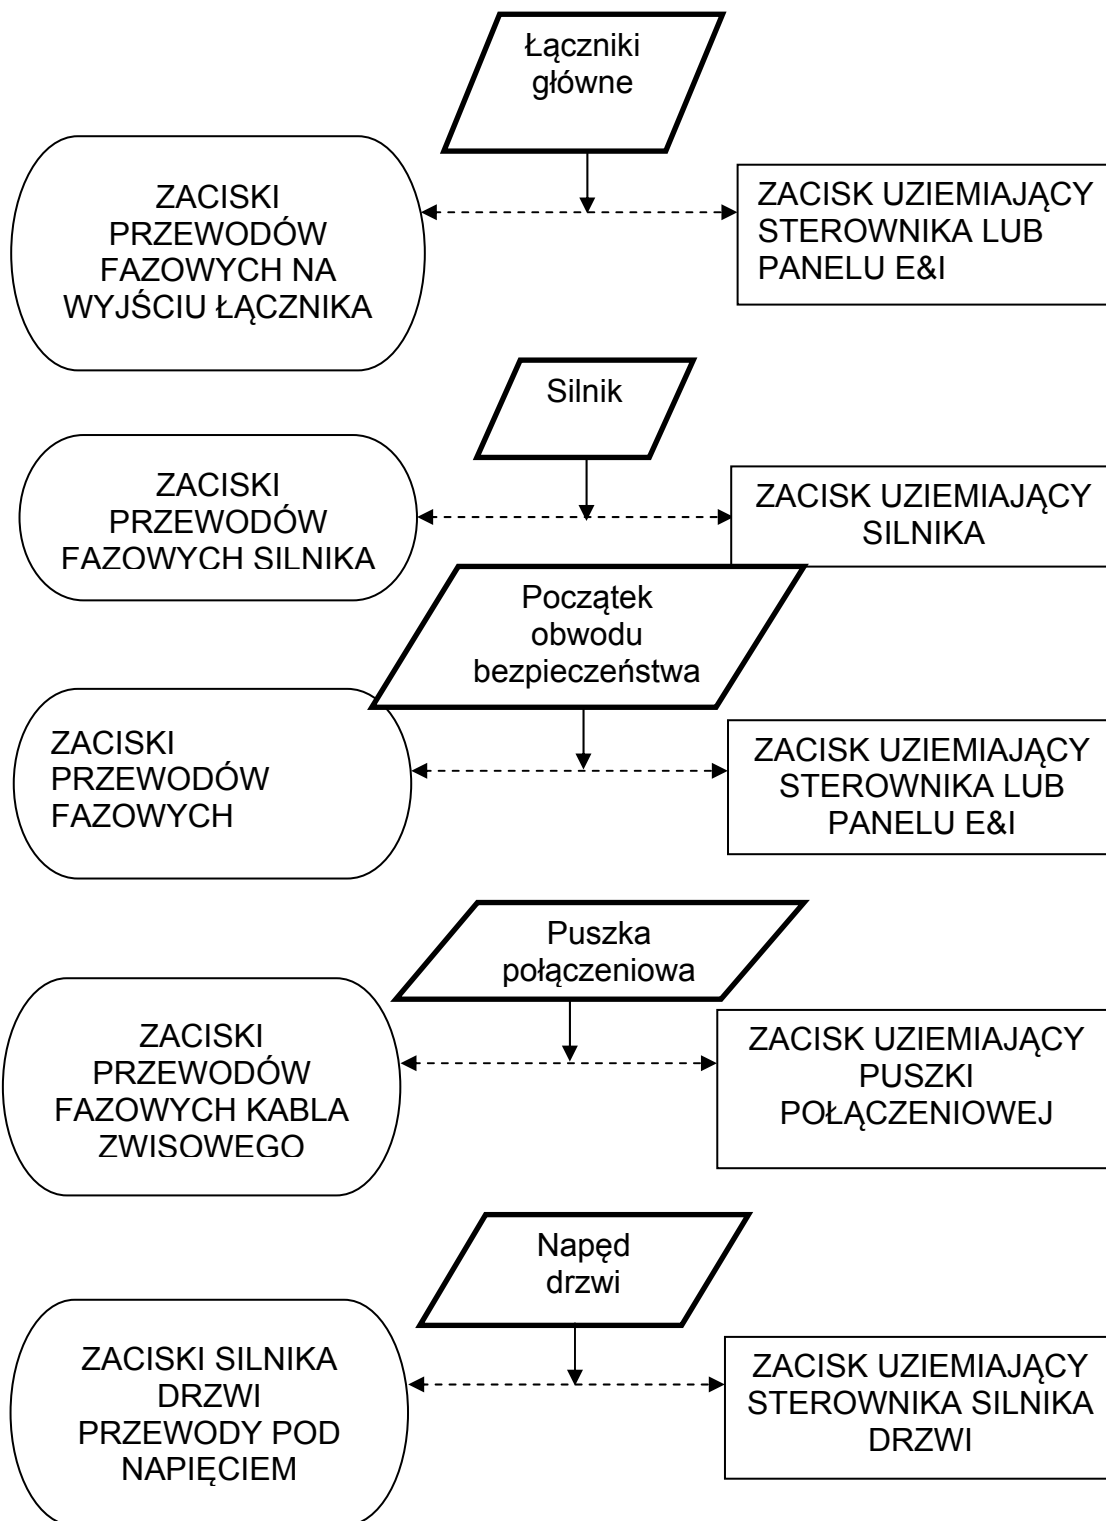 Łączniki
główne
ZACISKI
PRZEWODÓW
FAZOWYCH NA
WYJŚCIU ŁĄCZNIKA
ZACISK UZIEMIAJĄCY
STEROWNIKA LUB
PANELU E&I
Silnik
ZACISKI
PRZEWODÓW
FAZOWYCH SILNIKA
ZACISK UZIEMIAJĄCY
SILNIKA
Początek
obwodu
bezpieczeństwa
ZACISKI
PRZEWODÓW
FAZOWYCH
ZACISK UZIEMIAJĄCY
STEROWNIKA LUB
PANELU E&I
Puszka
połączeniowa
ZACISKI
PRZEWODÓW
FAZOWYCH KABLA
ZWISOWEGO
ZACISK UZIEMIAJĄCY
PUSZKI
POŁĄCZENIOWEJ
Napęd
drzwi
ZACISKI SILNIKA
DRZWI
PRZEWODY POD
NAPIĘCIEM
ZACISK UZIEMIAJĄCY
STEROWNIKA SILNIKA
DRZWI